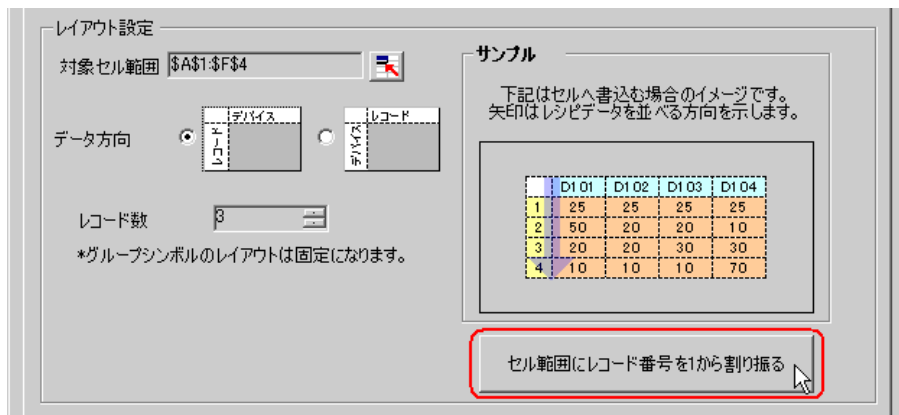 レイアウト設定
対象セル範囲 $A$1:$F$4
データ方向
デバイス
レコード
レコード
デバイス
レコード数 3
*グループシンボルのレイアウトは固定になります。
サンプル
下記はセルへ書込む場合のイメージです。
矢印はレシピデータを並べる方向を示します。
D101 D102 D103 D104
1 25 25 25 25
2 50 20 20 10
3 20 20 30 30
4 10 10 10 70
セル範囲にレコード番号を1から割り振る